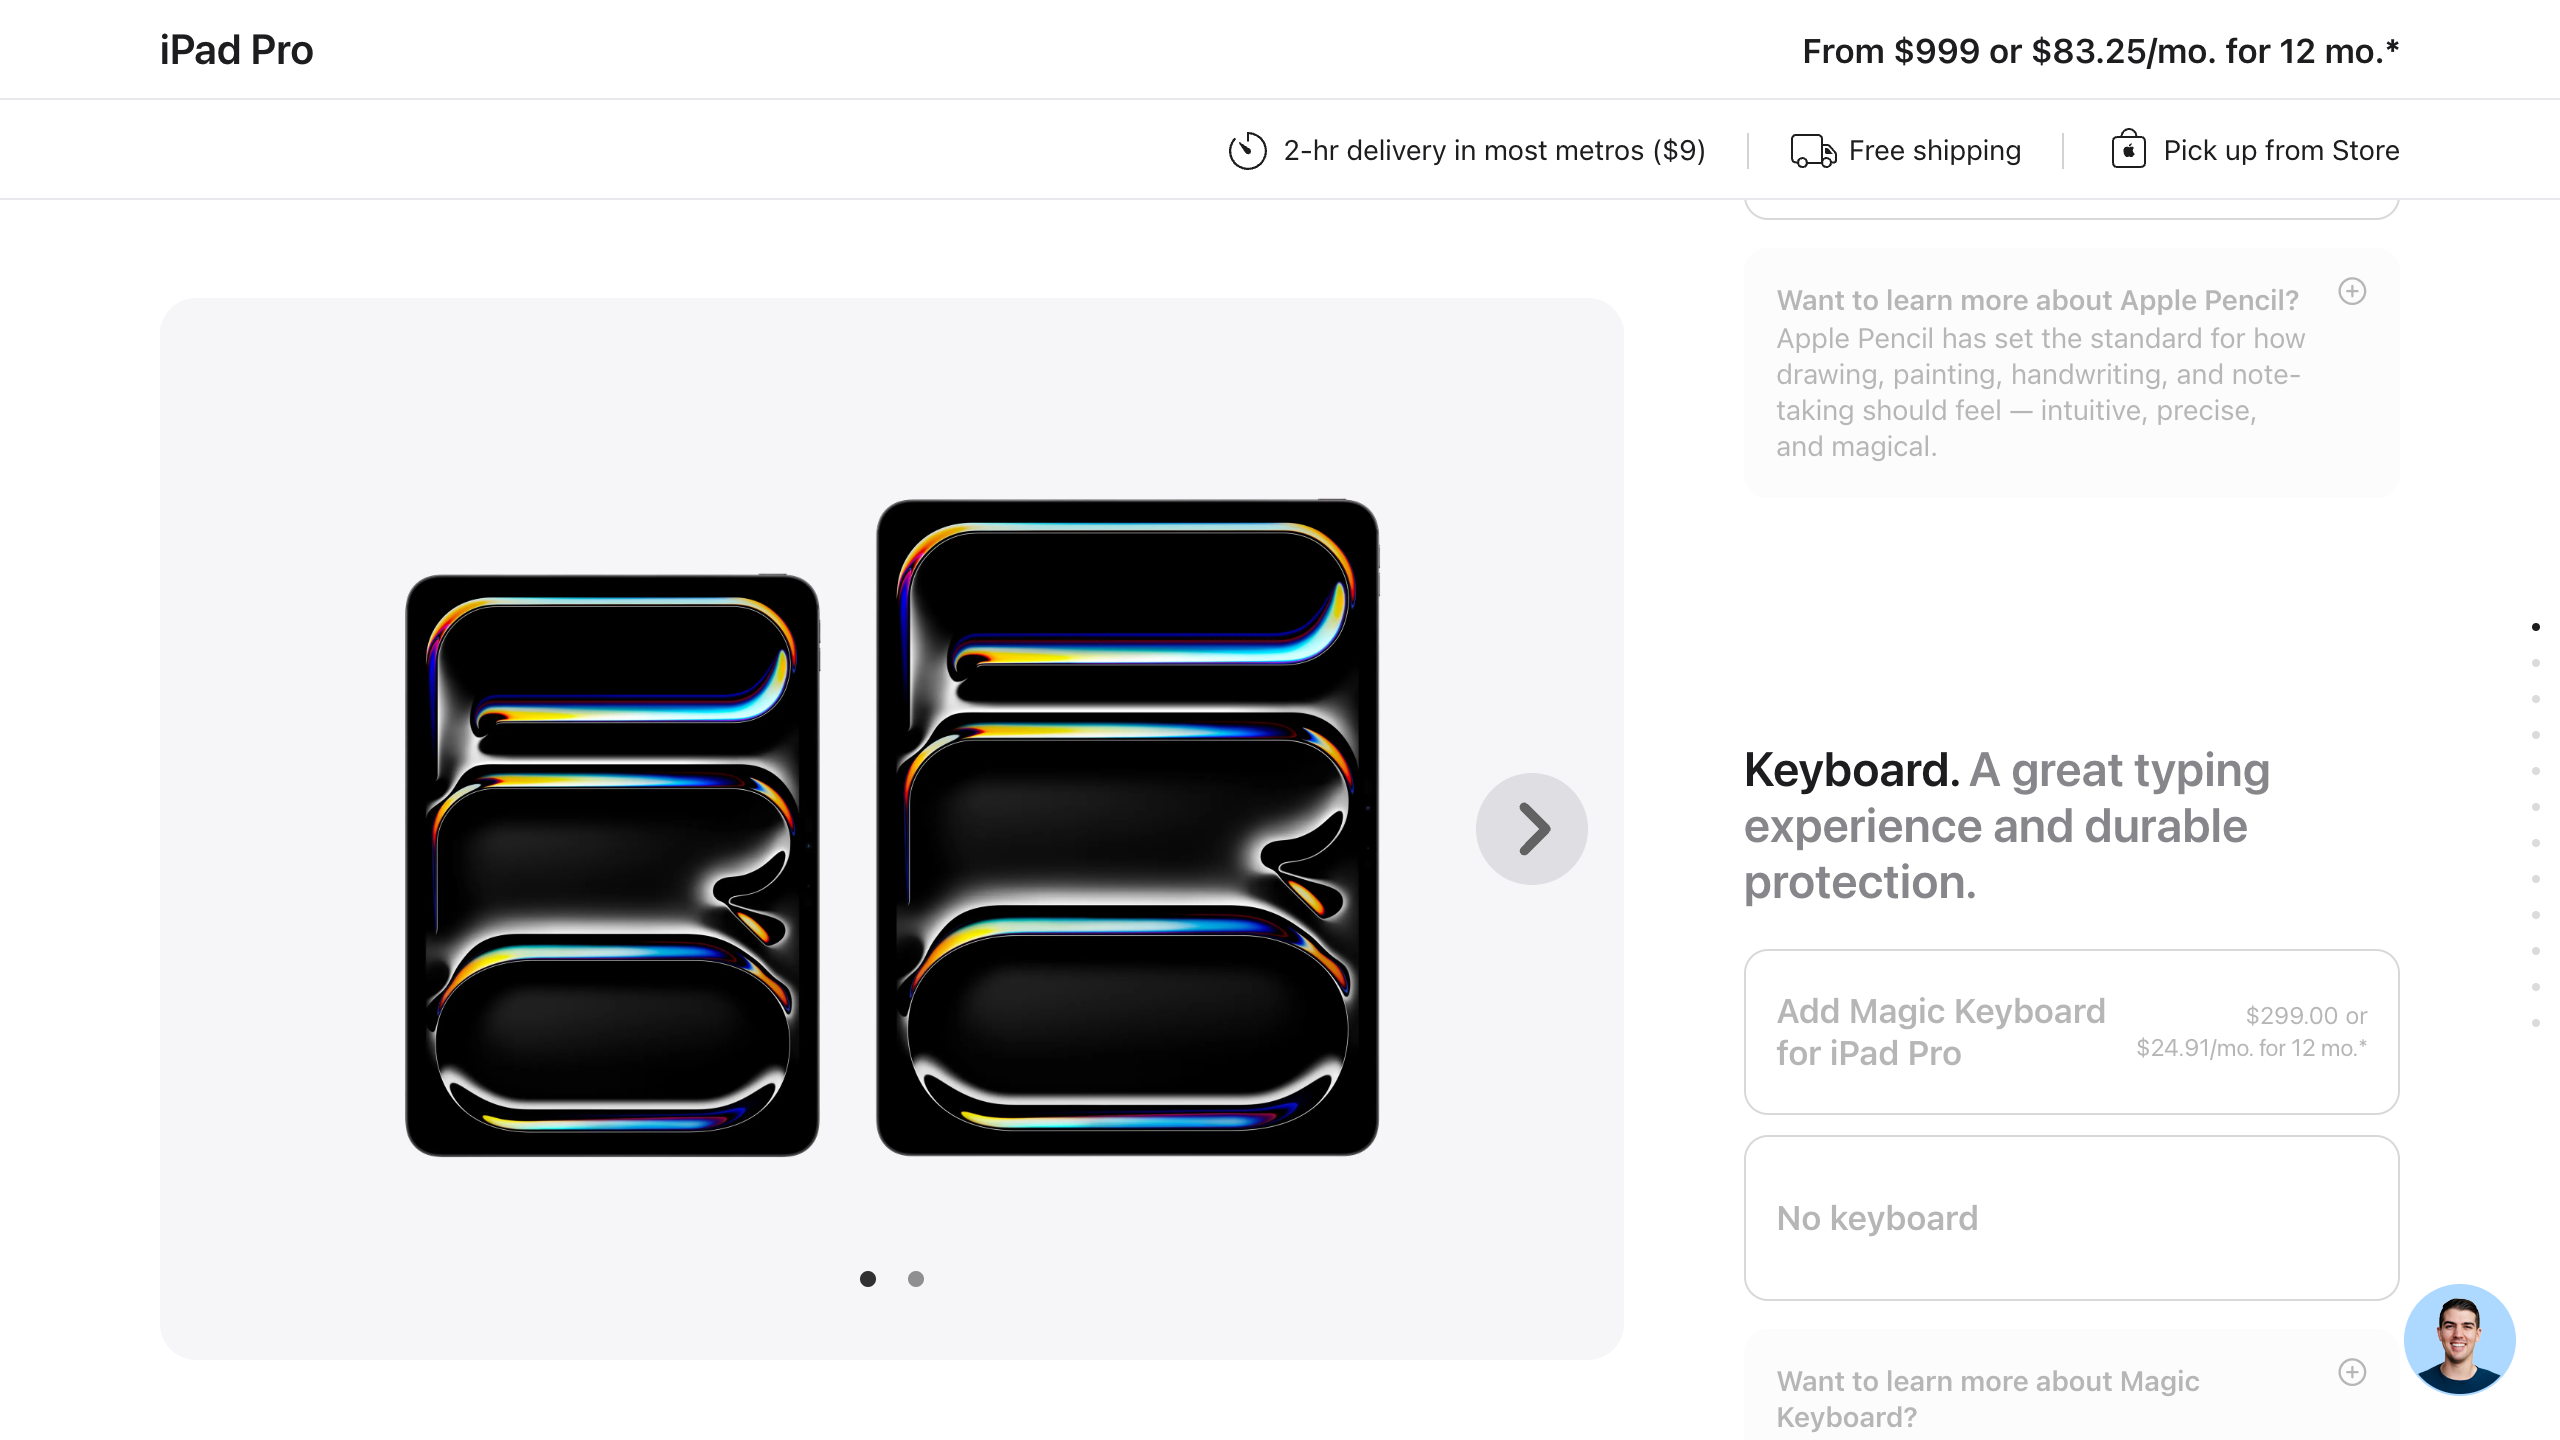 iPad Pro
From $999 or $83.25/mo. for 12 mo.*
2-hr delivery in most metros ($9)
Free shipping
Pick up from Store
Want to learn more about Apple Pencil?
Apple Pencil has set the standard for how
drawing, painting, handwriting, and note-
taking should feel — intuitive, precise,
and magical.
Keyboard. A great typing
experience and durable
protection.
Add Magic Keyboard
for iPad Pro
$299.00 or
$24.91/mo. for 12 mo.*
No keyboard
Want to learn more about Magic
Keyboard?